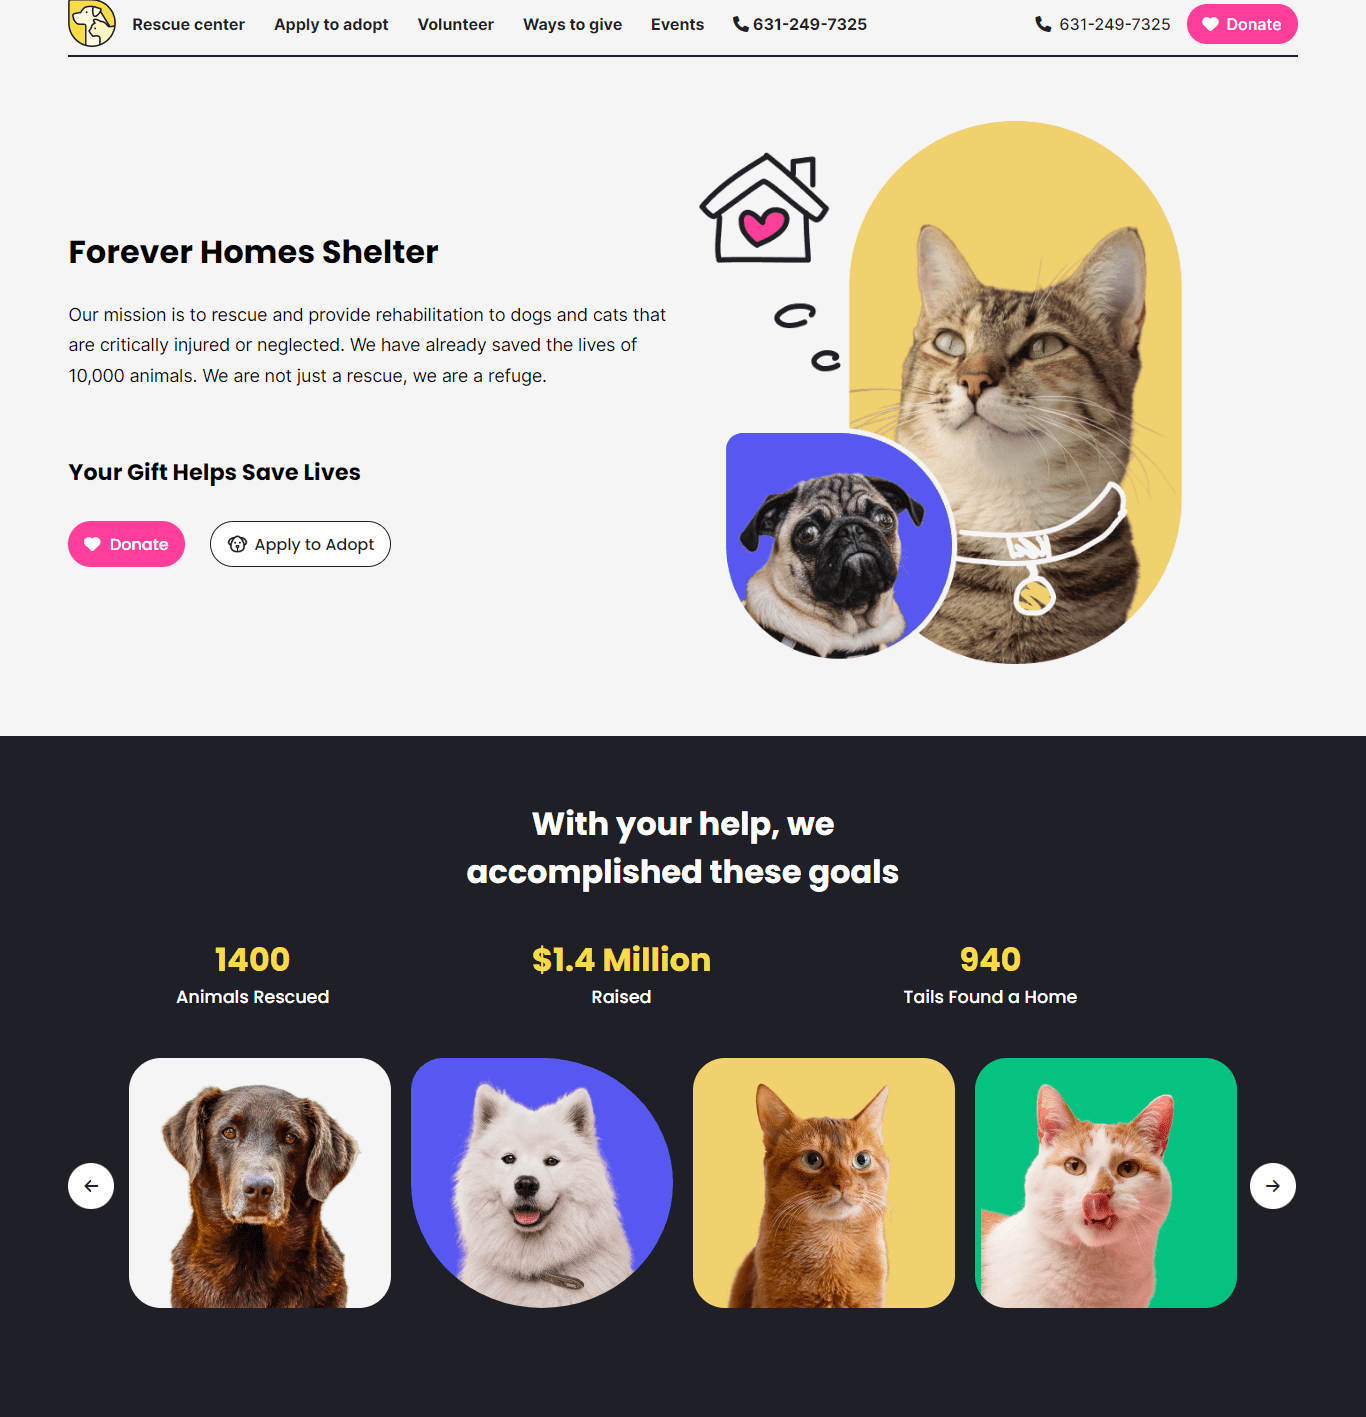 Rescue center
Apply to adopt
Volunteer
Ways to give
Events
631-249-7325
631-249-7325
Donate
Forever Homes Shelter
Our mission is to rescue and provide rehabilitation to dogs and cats that
are critically injured or neglected. We have already saved the lives of
10,000 animals. We are not just a rescue, we are a refuge.
Your Gift Helps Save Lives
Donate
Apply to Adopt
With your help, we
accomplished these goals
1400
Animals Rescued
$1.4 Million
Raised
940
Tails Found a Home